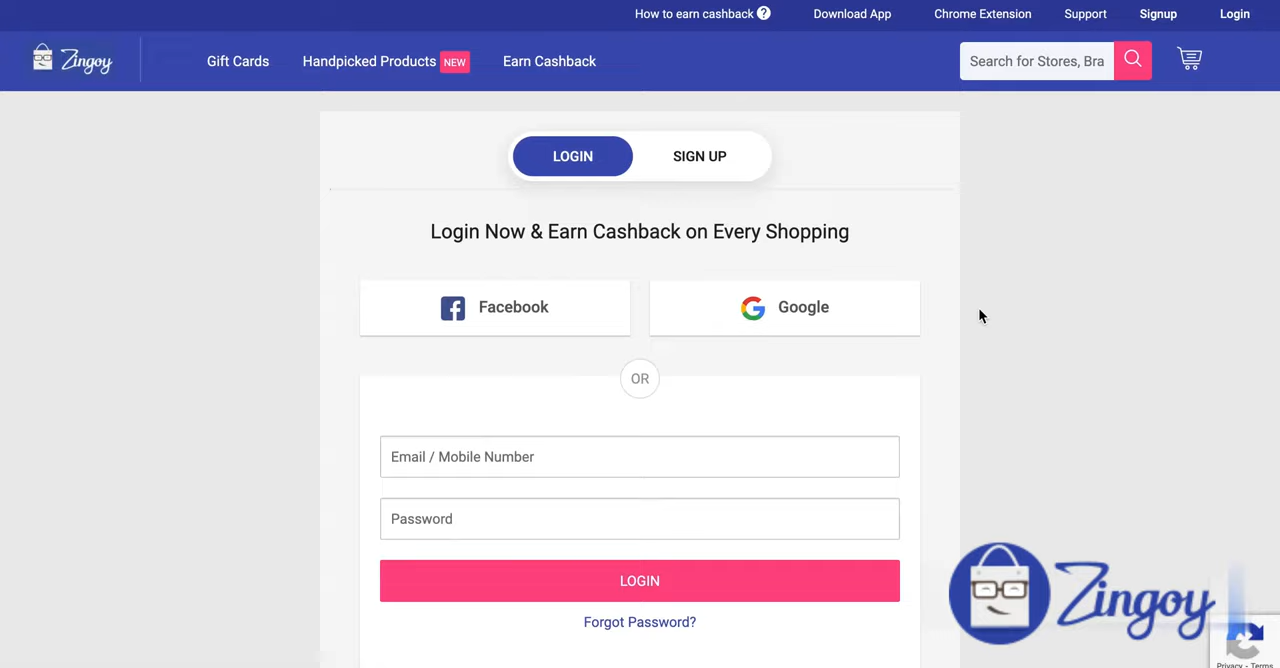 How to earn cashback ?
Download App
Chrome Extension
Support
Signup
Login
Zingoy
Gift Cards
Handpicked Products NEW
Earn Cashback
Search for Stores, Bra
LOGIN
SIGN UP
Login Now & Earn Cashback on Every Shopping
Facebook
Google
OR
Email / Mobile Number
Password
LOGIN
Forgot Password?
Zingoy
Privacy - Terms